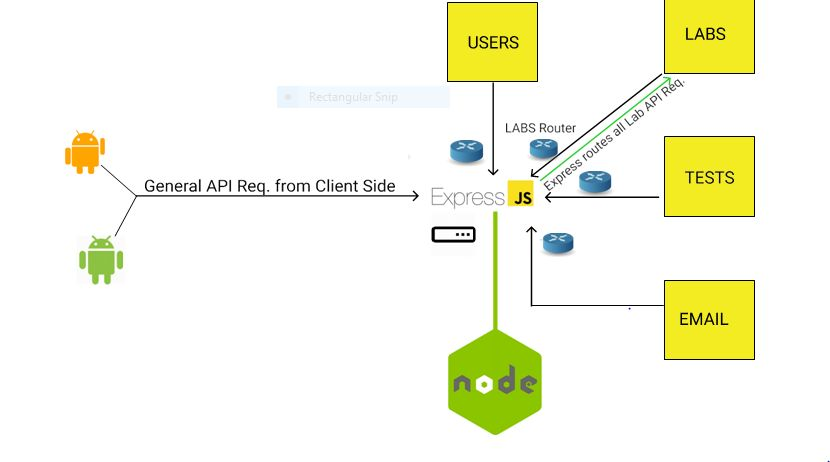 USERS
LABS
Rectangular Snip
LABS Router
Express routes all Lab API Req.
General API Req. from Client Side
Express JS
TESTS
EMAIL
node